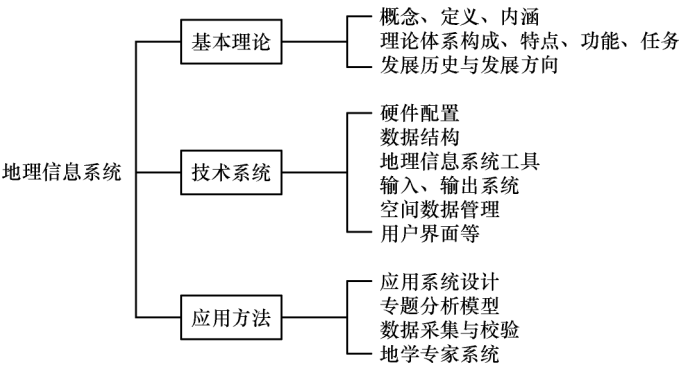 地理信息系统
基本理论
概念、定义、内涵
理论体系构成、特点、功能、任务
发展历史与发展方向
技术系统
硬件配置
数据结构
地理信息系统工具
输入、输出系统
空间数据管理
用户界面等
应用方法
应用系统设计
专题分析模型
数据采集与校验
地学专家系统